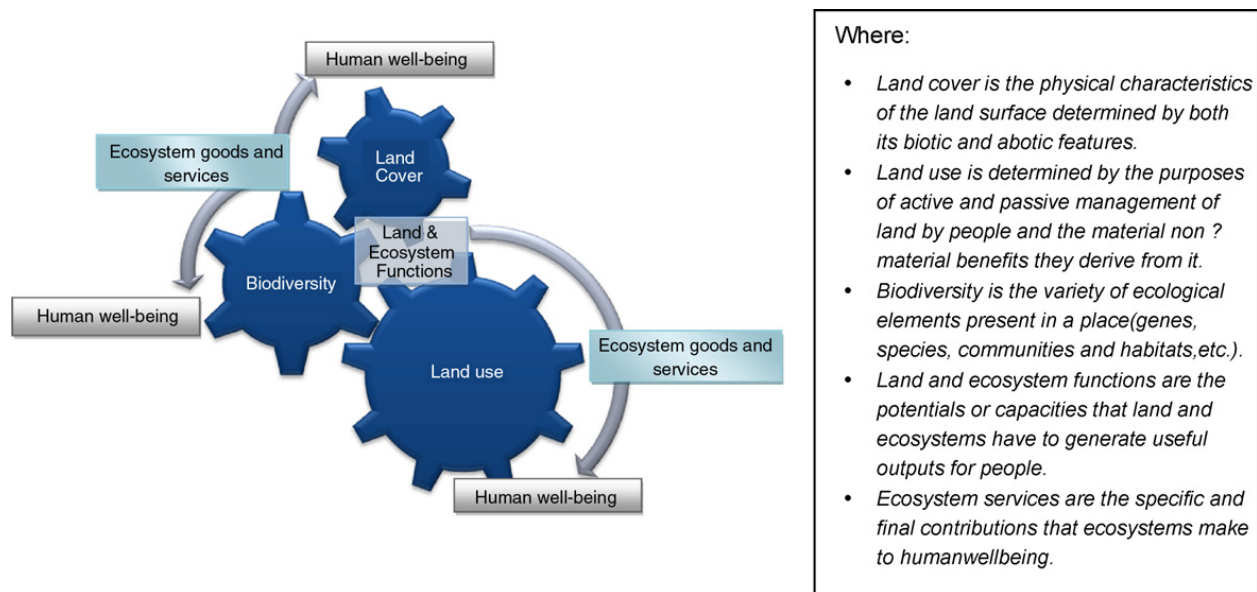 Human well-being
Ecosystem goods and
services
Land
Cover
Land &
Ecosystem
Functions
Biodiversity
Human well-being
Land use
Ecosystem goods and
services
Human well-being
Where:
• Land cover is the physical characteristics
of the land surface determined by both
its biotic and abotic features.
• Land use is determined by the purposes
of active and passive management of
land by people and the material non ?
material benefits they derive from it.
• Biodiversity is the variety of ecological
elements present in a place(genes,
species, communities and habitats,etc.).
• Land and ecosystem functions are the
potentials or capacities that land and
ecosystems have to generate useful
outputs for people.
• Ecosystem services are the specific and
final contributions that ecosystems make
to humanwellbeing.